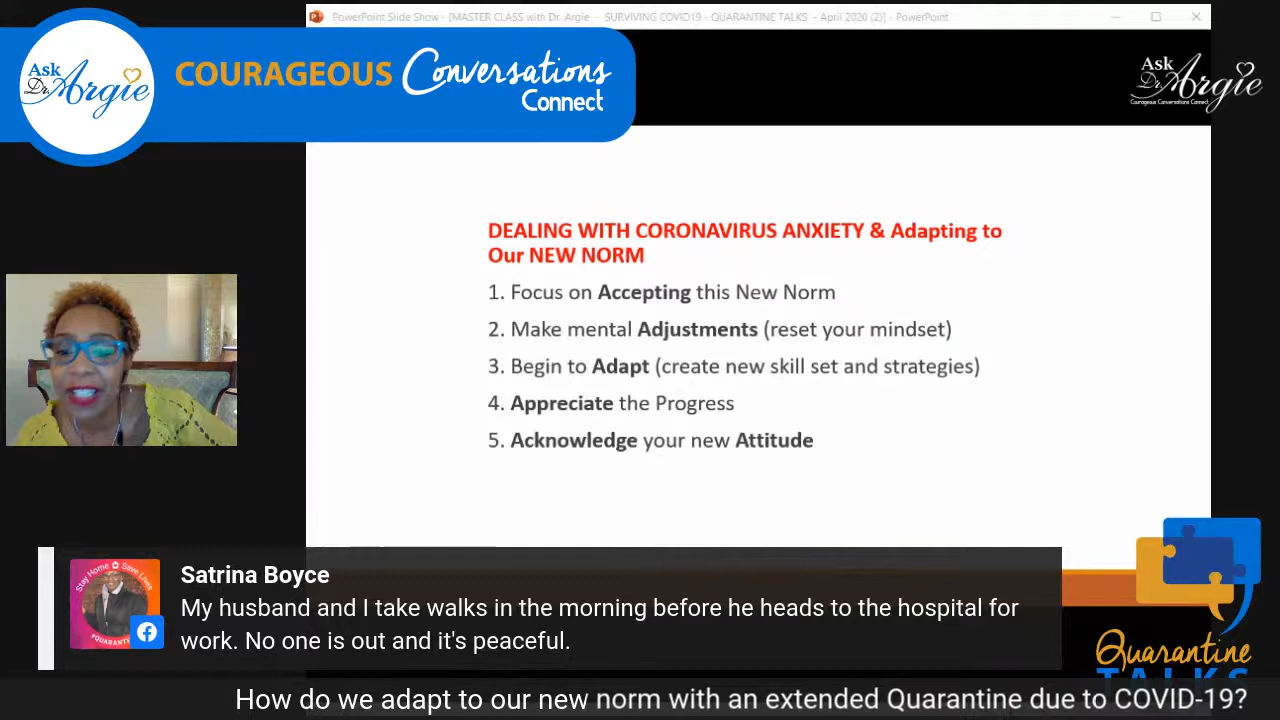 PowerPoint Slide Show - [MASTER CLASS with Dr. Argie - SURVIVING COVID19 - QUARANTINE TALKS - April 2020 (2)] - PowerPoint
Ask
Dr. Argie
COURAGEOUS Conversations
Connect
Ask
Dr. Argie
Courageous Conversations Connect
DEALING WITH CORONAVIRUS ANXIETY & Adapting to
Our NEW NORM
1. Focus on Accepting this New Norm
2. Make mental Adjustments (reset your mindset)
3. Begin to Adapt (create new skill set and strategies)
4. Appreciate the Progress
5. Acknowledge your new Attitude
Stay Home Save Lives
Satrina Boyce
My husband and I take walks in the morning before he heads to the hospital for
work. No one is out and it's peaceful.
Quarantine
TALKS
How do we adapt to our new norm with an extended Quarantine due to COVID-19?